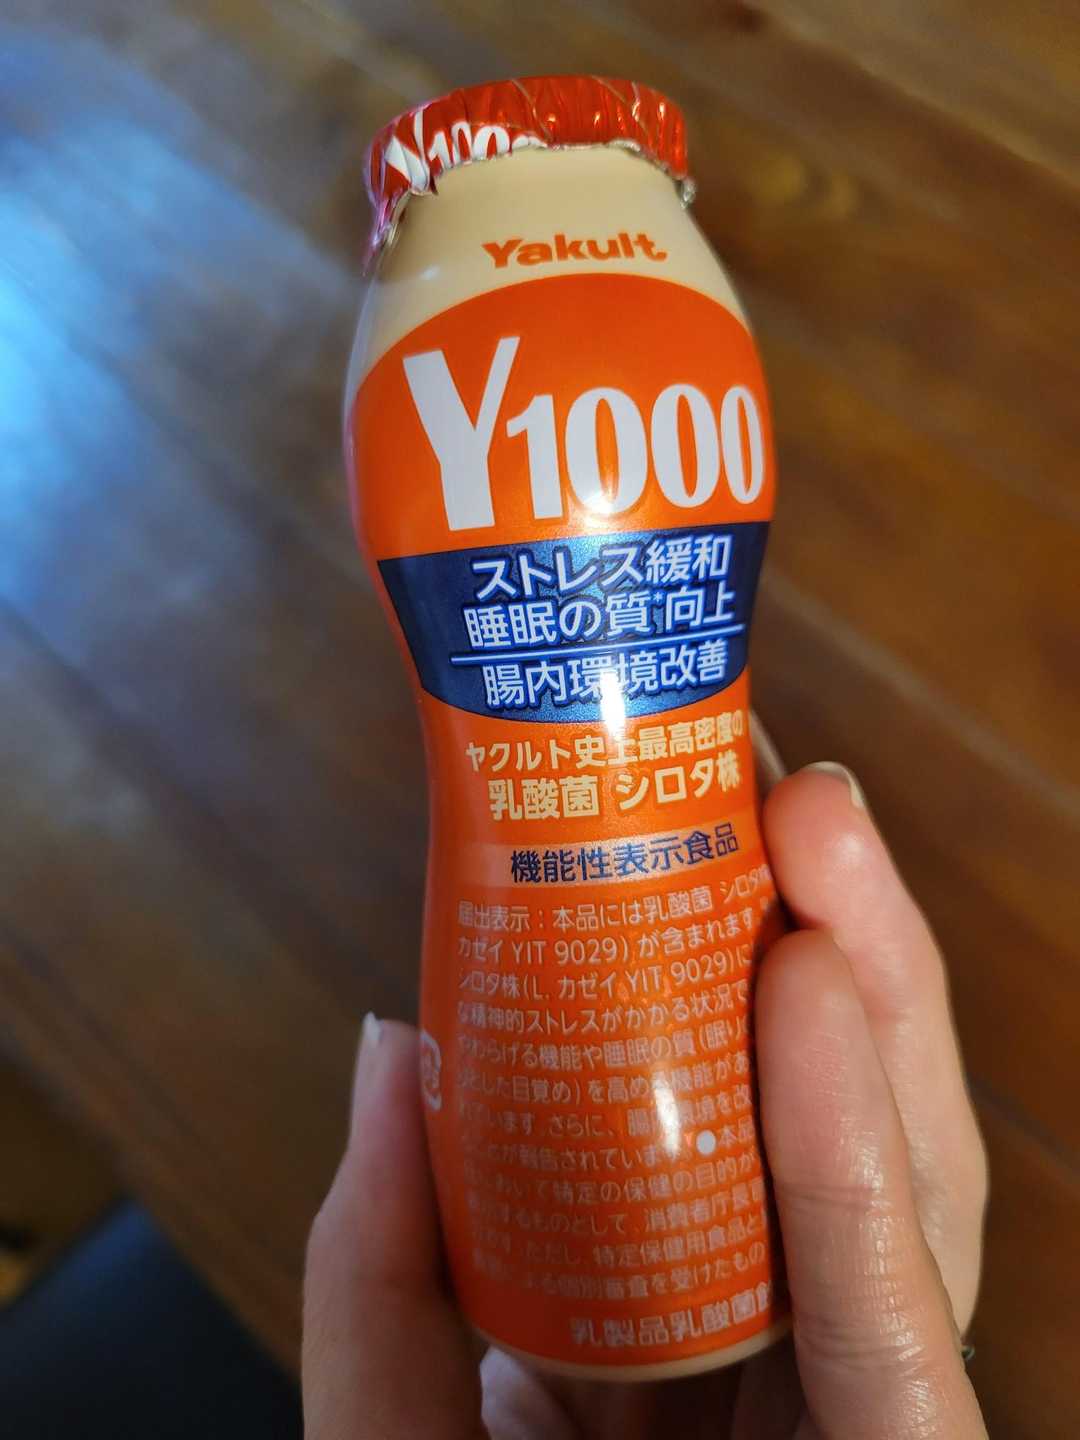 Y1000
Yakult
Y1000
ストレス緩和
睡眠の質*向上
腸内環境改善
ヤクルト史上最高密度の
乳酸菌 シロタ株
機能性表示食品
届出表示：本品には乳酸菌 シロタ株
カゼイ YIT 9029）が含まれます
シロタ株(L. カゼイ YIT 9029)に
な精神的ストレスがかかる状況で
やわらげる機能や睡眠の質（眠り
とした目覚め）を高める機能があ
れています。さらに、腸内環境を改
ことが報告されています。●本品
おいて特定の保健の目的が
するものとして、消費者庁長官
ただし、特定保健用食品と
による個別審査を受けたもの
乳製品乳酸菌